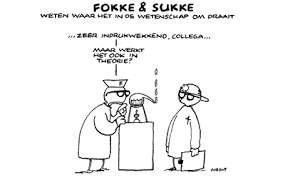 FOKKE & SUKKE
WETEN WAAR HET IN DE WETENSCHAP OM DRAAIT
...ZEER INDRUKWEKKEND, COLLEGA...
MAAR WERKT
HET OOK IN
THEORIE?